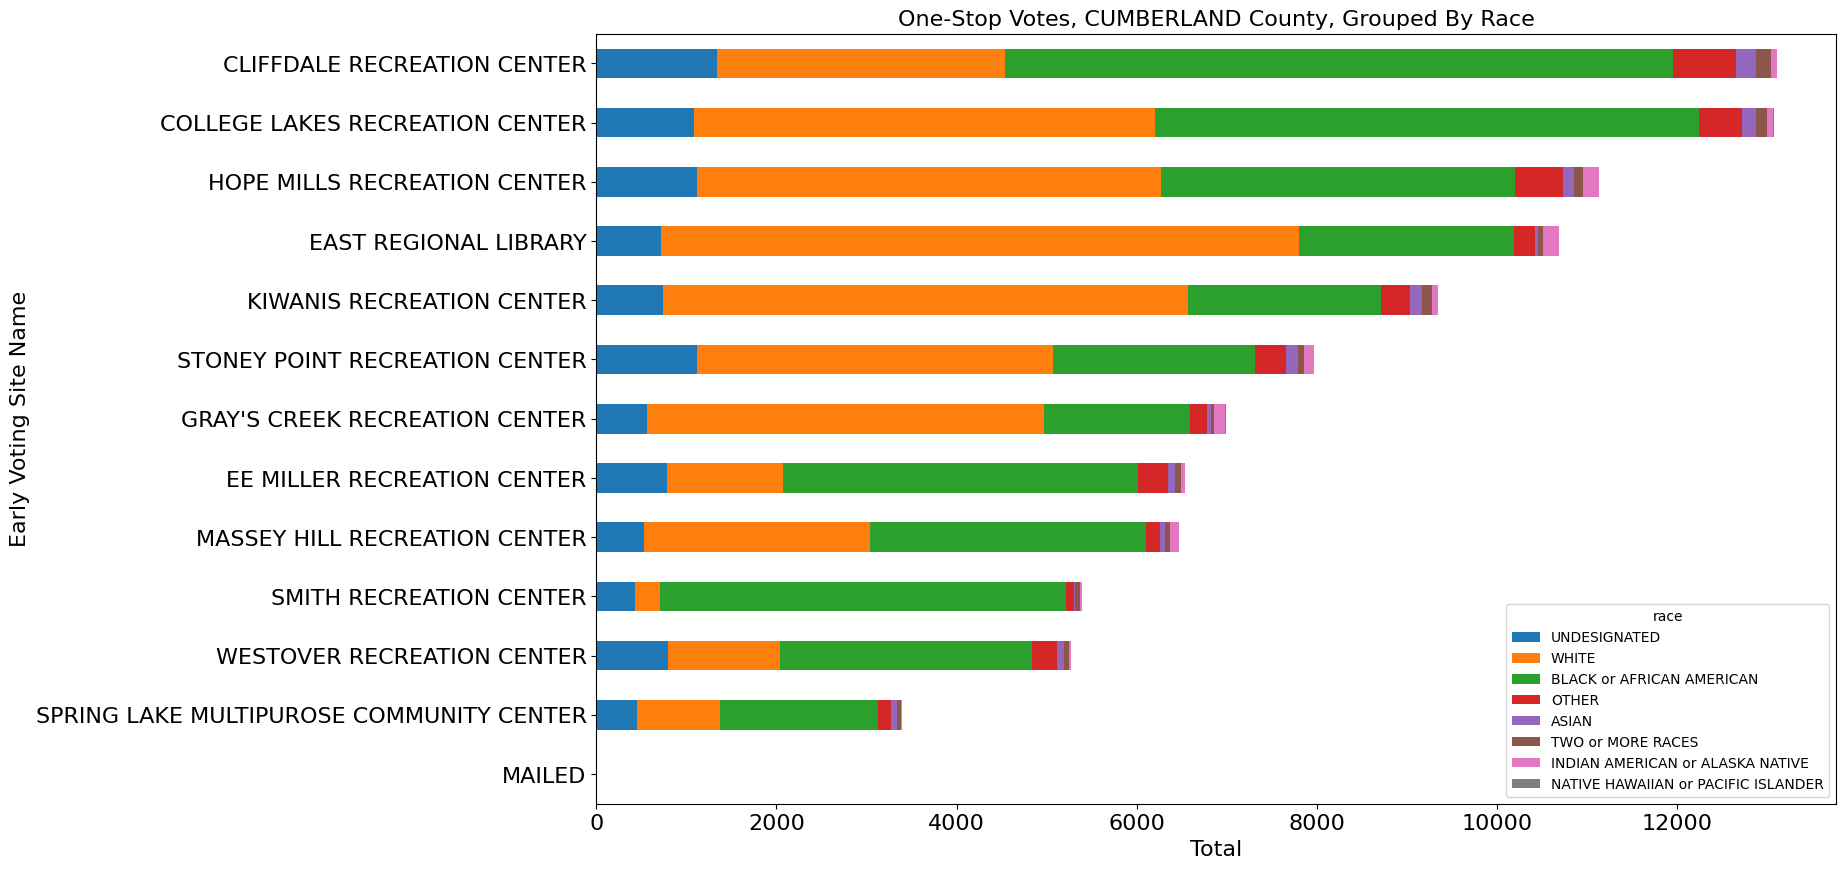 One-Stop Votes, CUMBERLAND County, Grouped By Race
Early Voting Site Name
CLIFFDALE RECREATION CENTER
COLLEGE LAKES RECREATION CENTER
HOPE MILLS RECREATION CENTER
EAST REGIONAL LIBRARY
KIWANIS RECREATION CENTER
STONEY POINT RECREATION CENTER
GRAY'S CREEK RECREATION CENTER
EE MILLER RECREATION CENTER
MASSEY HILL RECREATION CENTER
SMITH RECREATION CENTER
WESTOVER RECREATION CENTER
SPRING LAKE MULTIPUROSE COMMUNITY CENTER
MAILED
race
UNDESIGNATED
WHITE
BLACK or AFRICAN AMERICAN
OTHER
ASIAN
TWO or MORE RACES
INDIAN AMERICAN or ALASKA NATIVE
NATIVE HAWAIIAN or PACIFIC ISLANDER
0 2000 4000 6000 8000 10000 12000
Total